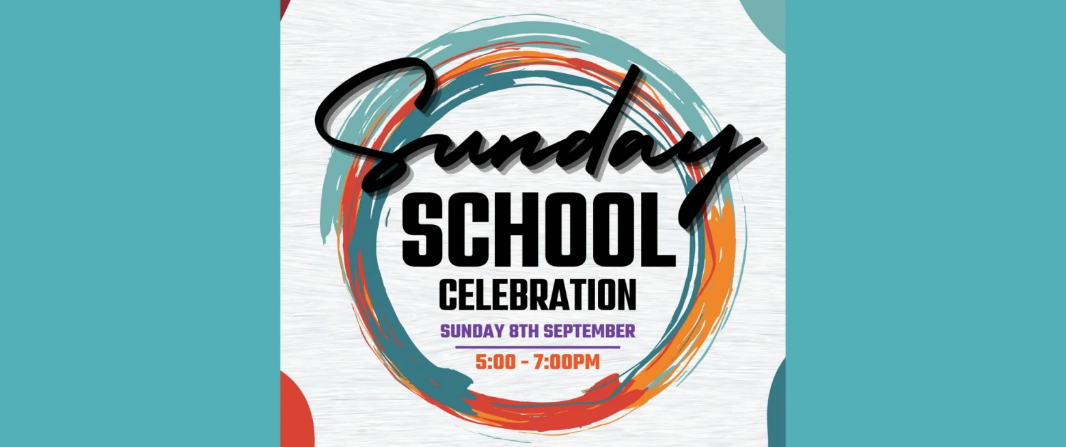 Sunday
SCHOOL
CELEBRATION
SUNDAY 8TH SEPTEMBER
5:00 - 7:00PM